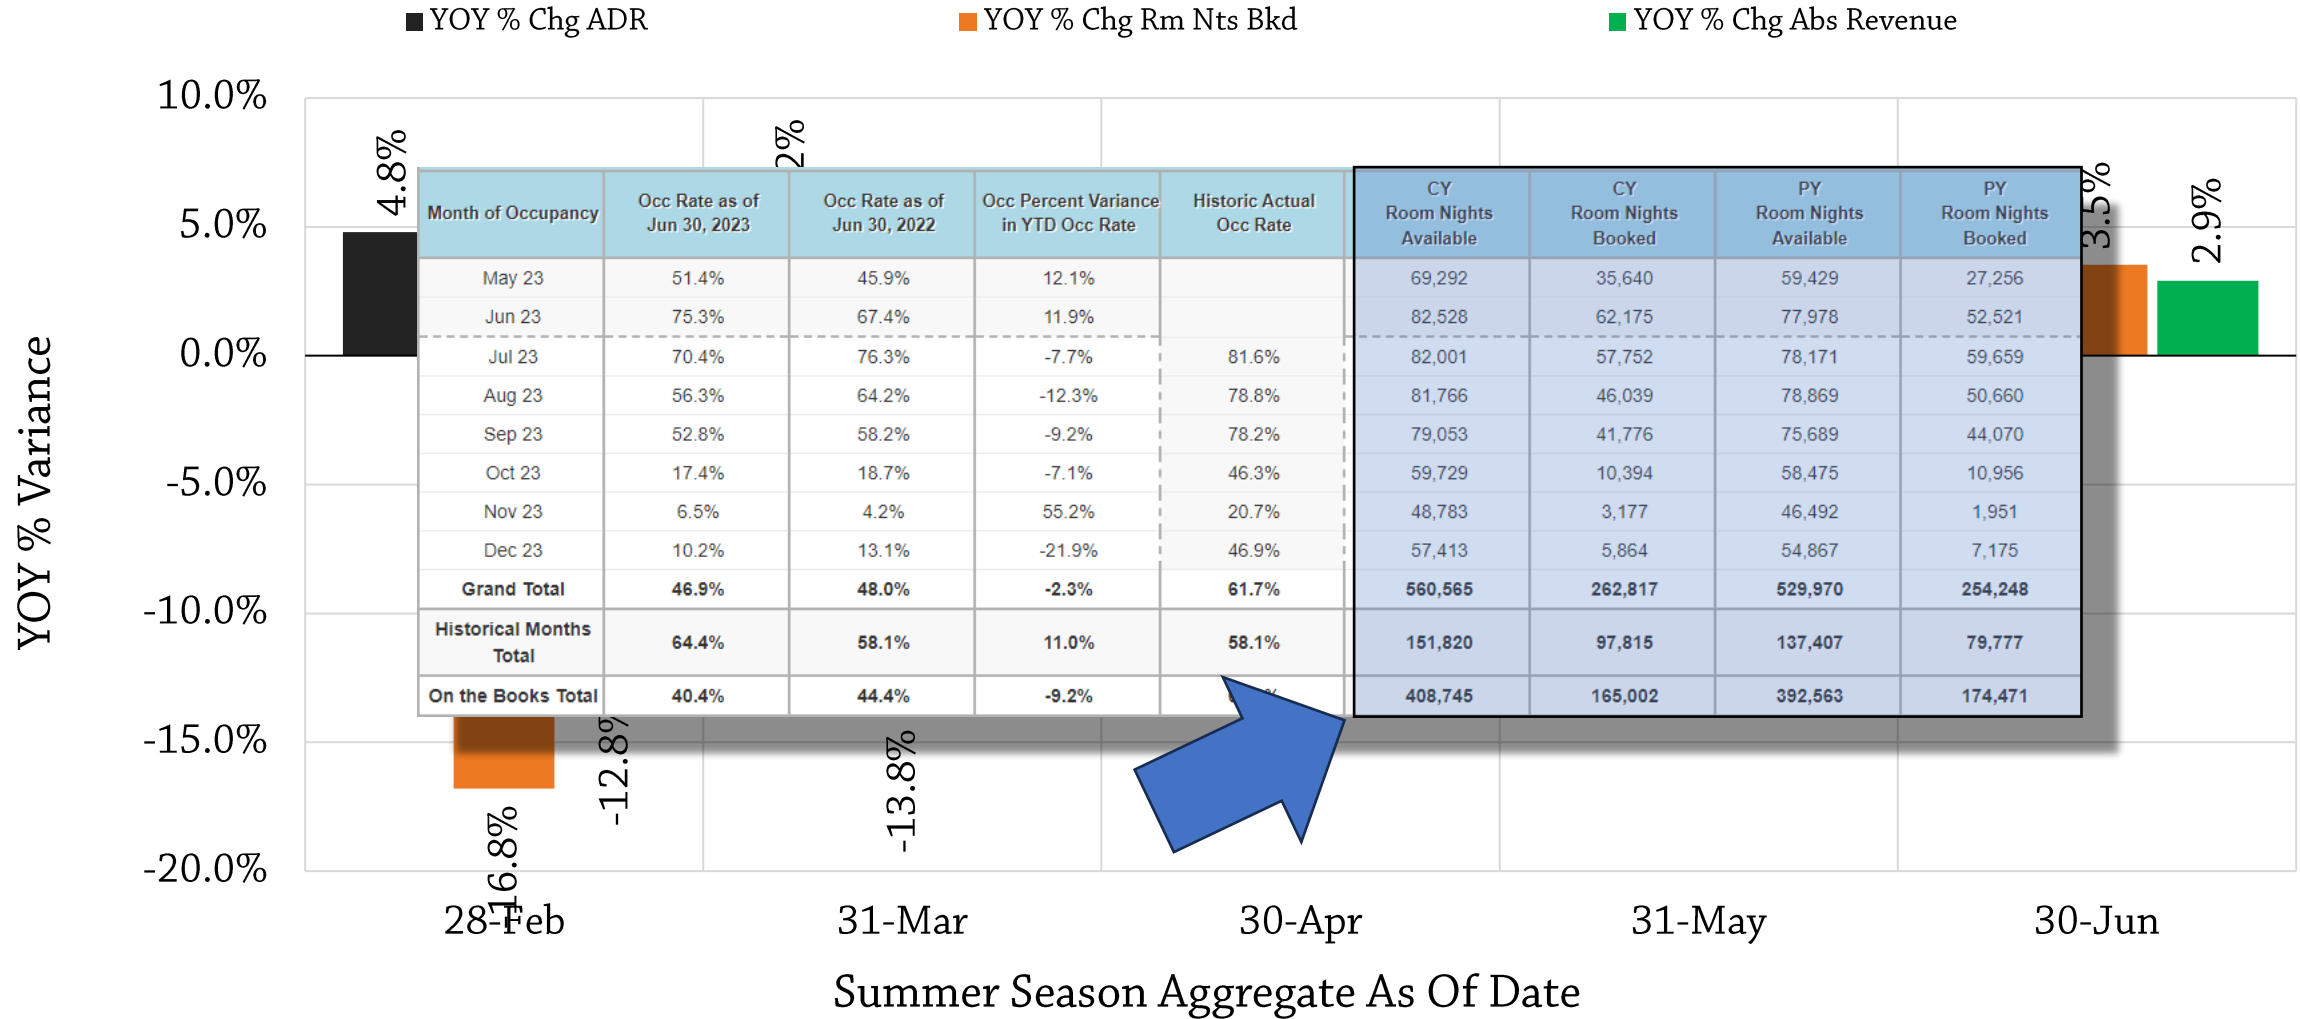 YOY % Chg ADR YOY % Chg Rm Nts Bkd YOY % Chg Abs Revenue
10.0%
5.0%
0.0%
-5.0%
-10.0%
-15.0%
-20.0%
YOY % Variance
4.8%
2%
3.5%
2.9%
Month of Occupancy Occ Rate as of Jun 30, 2023 Occ Rate as of Jun 30, 2022 Occ Percent Variance in YTD Occ Rate Historic Actual Occ Rate CY Room Nights Available CY Room Nights Booked PY Room Nights Available PY Room Nights Booked
May 23 51.4% 45.9% 12.1% 69,292 35,640 59,429 27,256
Jun 23 75.3% 67.4% 11.9% 82,528 62,175 77,978 52,521
Jul 23 70.4% 76.3% -7.7% 81.6% 82,001 57,752 78,171 59,659
Aug 23 56.3% 64.2% -12.3% 78.8% 81,766 46,039 78,869 50,660
Sep 23 52.8% 58.2% -9.2% 78.2% 79,053 41,776 75,689 44,070
Oct 23 17.4% 18.7% -7.1% 46.3% 59,729 10,394 58,475 10,956
Nov 23 6.5% 4.2% 55.2% 20.7% 48,783 3,177 46,492 1,951
Dec 23 10.2% 13.1% -21.9% 46.9% 57,413 5,864 54,867 7,175
Grand Total 46.9% 48.0% -2.3% 61.7% 560,565 262,817 529,970 254,248
Historical Months Total 64.4% 58.1% 11.0% 58.1% 151,820 97,815 137,407 79,777
On the Books Total 40.4% 44.4% -9.2% 408,745 165,002 392,563 174,471
-16.8%
-12.8%
-13.8%
28-Feb 31-Mar 30-Apr 31-May 30-Jun
Summer Season Aggregate As Of Date